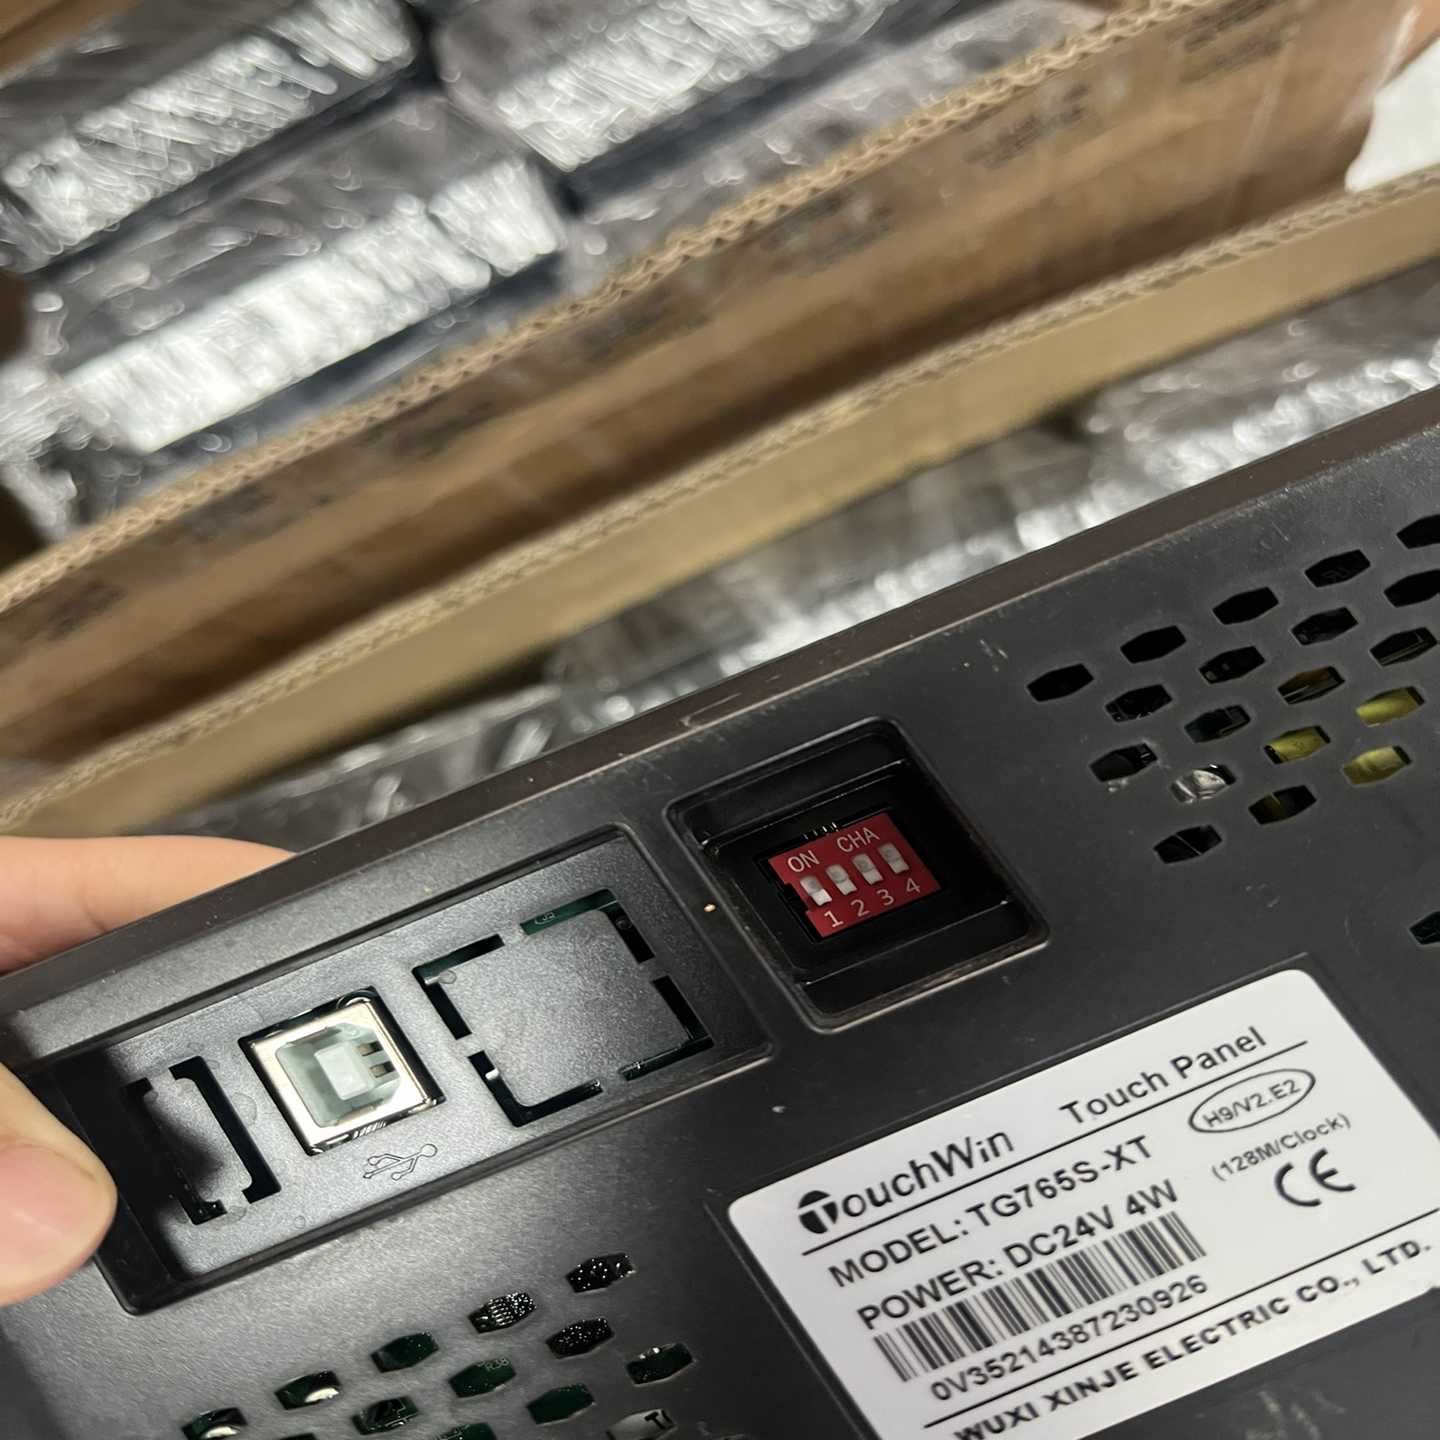 ON CHA
1 2 3 4
TouchWin Touch Panel
MODEL: TG765S-XT H9/V2.E2
POWER: DC24V 4W (128M/Clock)
CE
0V35214387230926
WUXI XINJE ELECTRIC CO., LTD.